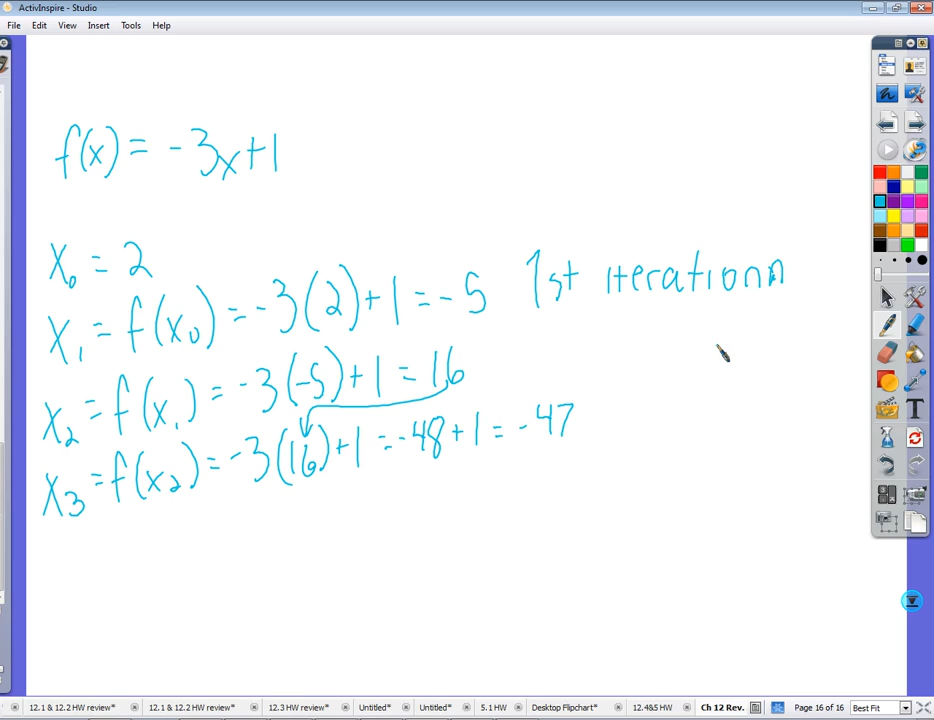 ActivInspire - Studio
File Edit View Insert Tools Help
f(x) = -3x+1
x₀ = 2
x₁ = f(x₀) = -3(2)+1 = -5 1st iterationn
x₂ = f(x₁) = -3(-5)+1 = 16
x₃ = f(x₂) = -3(16)+1 = -48+1 = -47
12.1 & 12.2 HW review* 12.1 & 12.2 HW review* 12.3 HW review* Untitled* Untitled* 5.1 HW Desktop Flipchart* 12.4&5 HW Ch 12 Rev. Page 16 of 16 Best Fit